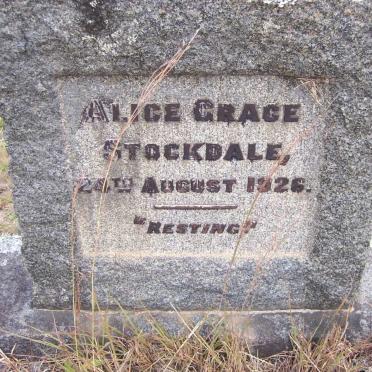 ALICE GRACE
STOCKDALE,
24TH AUGUST 1926.
"RESTING"